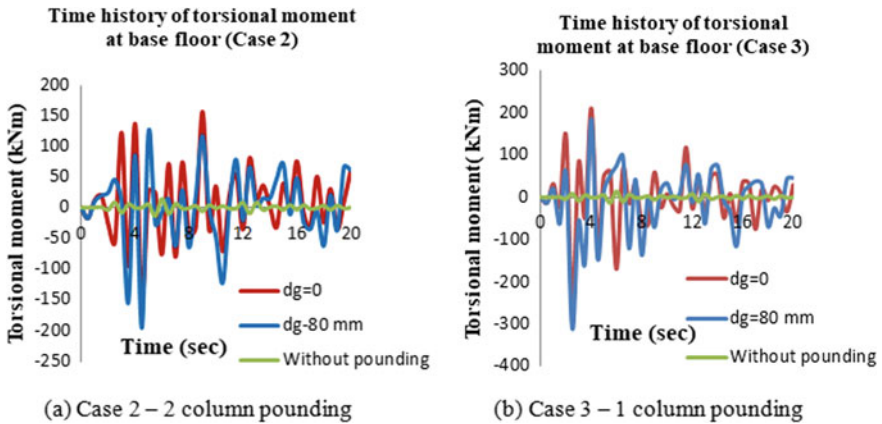 Time history of torsional moment
at base floor (Case 2)
Torsional moment (kNm)
200
150
100
50
0
-50
-100
-150
-200
-250
0 4 8 12 16 20
Time (sec)
dg=0
dg-80 mm
Without pounding
(a) Case 2 – 2 column pounding
Time history of torsional
moment at base floor (Case 3)
Torsional moment( kNm)
300
200
100
0
-100
-200
-300
-400
0 4 8 12 16 20
Time (sec)
dg=0
dg=80 mm
Without pounding
(b) Case 3 – 1 column pounding